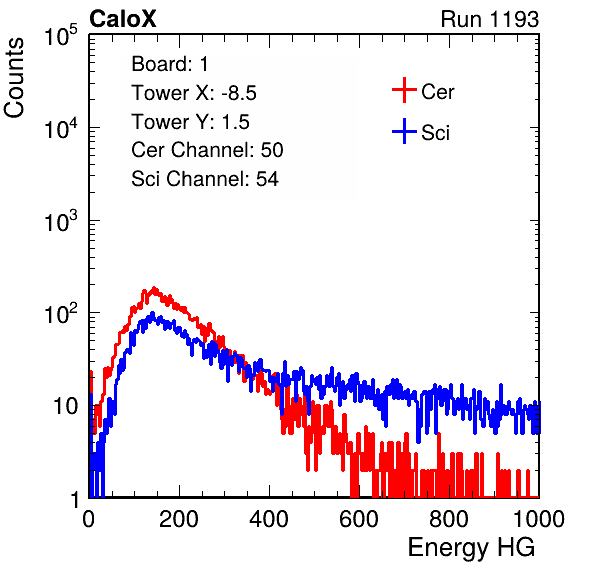 CaloX Run 1193
Counts
10^5
10^4
10^3
10^2
10
1
Board: 1
Tower X: -8.5
Tower Y: 1.5
Cer Channel: 50
Sci Channel: 54
Cer
Sci
0 200 400 600 800 1000
Energy HG